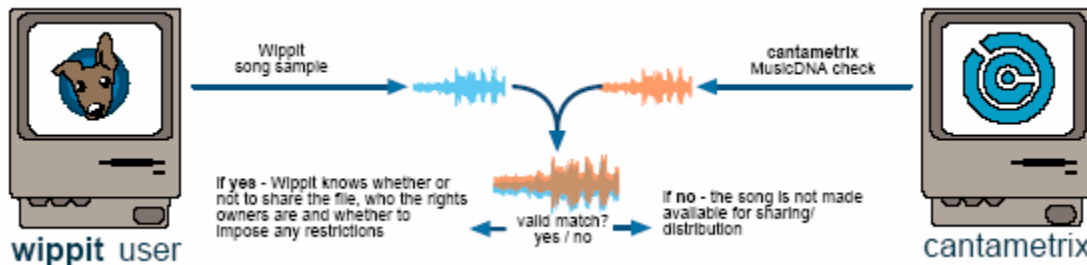 Wippit
song sample
cantametrix
MusicDNA check
If yes - Wippit knows whether or
not to share the file, who the rights
owners are and whether to
impose any restrictions
valid match?
yes / no
If no - the song is not made
available for sharing/
distribution
wippit user
cantametrix